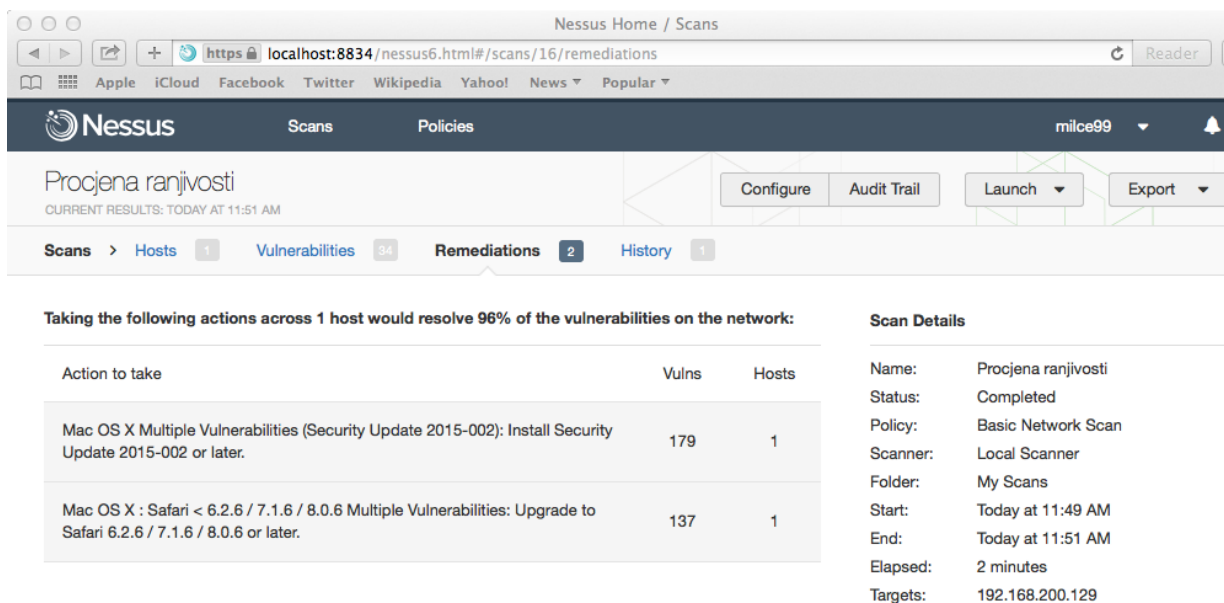 Nessus Home / Scans
https localhost:8834/nessus6.html#/scans/16/remediations
Reader
Apple iCloud Facebook Twitter Wikipedia Yahoo! News Popular
Nessus Scans Policies milce99
Procjena ranjivosti
CURRENT RESULTS: TODAY AT 11:51 AM
Configure Audit Trail Launch Export
Scans > Hosts 1 Vulnerabilities 34 Remediations 2 History 1
Taking the following actions across 1 host would resolve 96% of the vulnerabilities on the network:
Action to take Vulns Hosts
Mac OS X Multiple Vulnerabilities (Security Update 2015-002): Install Security
Update 2015-002 or later.
179 1
Mac OS X : Safari < 6.2.6 / 7.1.6 / 8.0.6 Multiple Vulnerabilities: Upgrade to
Safari 6.2.6 / 7.1.6 / 8.0.6 or later.
137 1
Scan Details
Name: Procjena ranjivosti
Status: Completed
Policy: Basic Network Scan
Scanner: Local Scanner
Folder: My Scans
Start: Today at 11:49 AM
End: Today at 11:51 AM
Elapsed: 2 minutes
Targets: 192.168.200.129